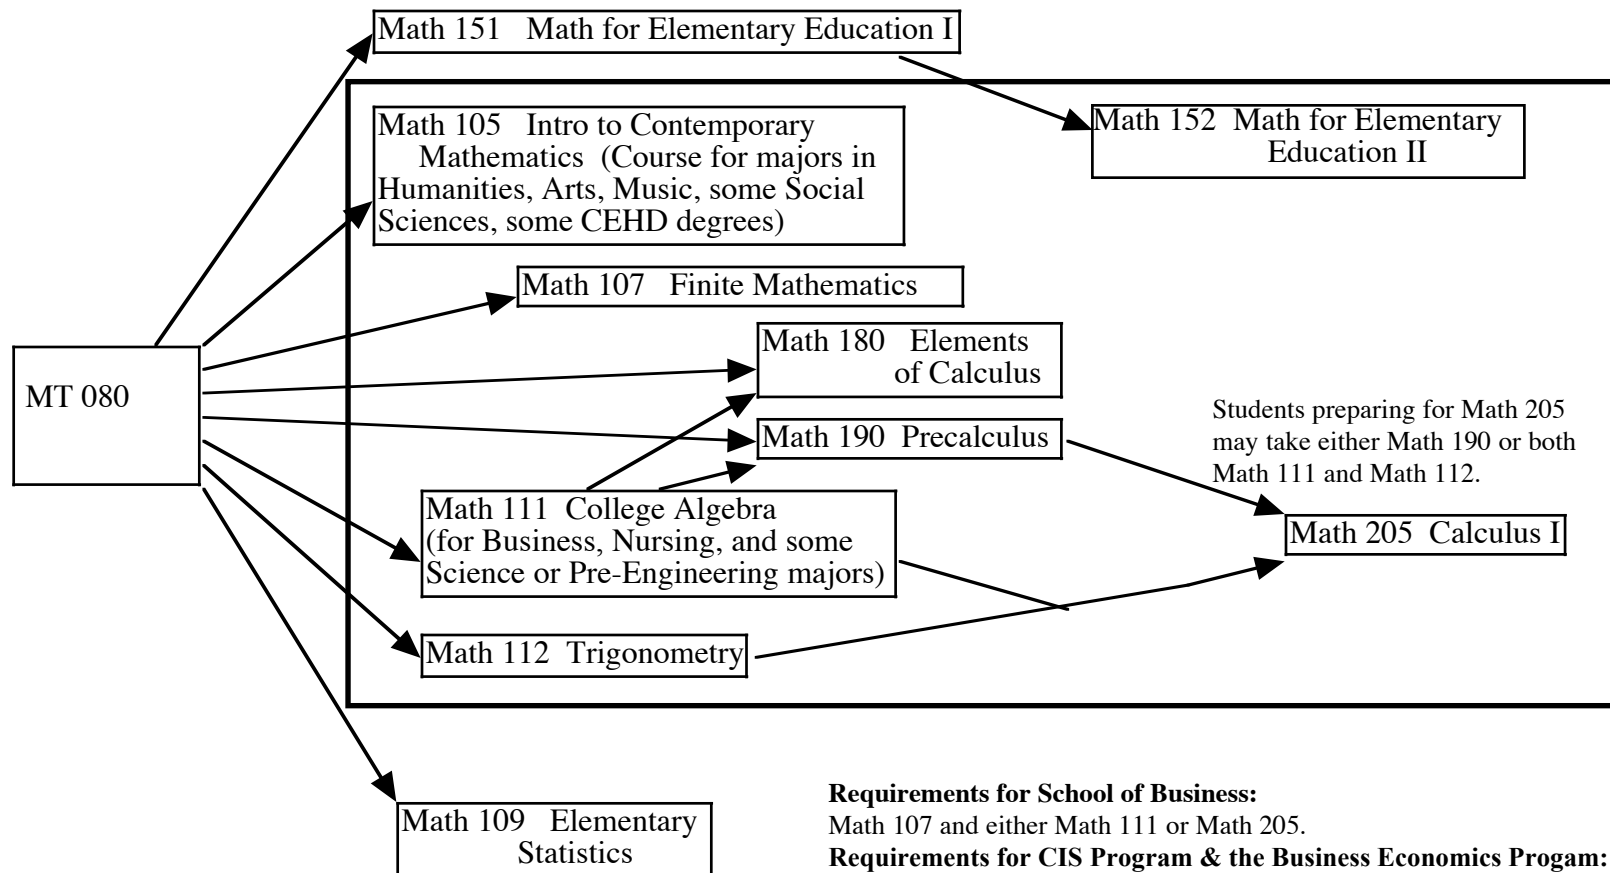 Math 151 Math for Elementary Education I
Math 105 Intro to Contemporary
Mathematics (Course for majors in
Humanities, Arts, Music, some Social
Sciences, some CEHD degrees)
Math 152 Math for Elementary
Education II
Math 107 Finite Mathematics
MT 080
Math 180 Elements
of Calculus
Math 190 Precalculus
Students preparing for Math 205
may take either Math 190 or both
Math 111 and Math 112.
Math 111 College Algebra
(for Business, Nursing, and some
Science or Pre-Engineering majors)
Math 205 Calculus I
Math 112 Trigonometry
Math 109 Elementary
Statistics
Requirements for School of Business:
Math 107 and either Math 111 or Math 205.
Requirements for CIS Program & the Business Economics Progam: